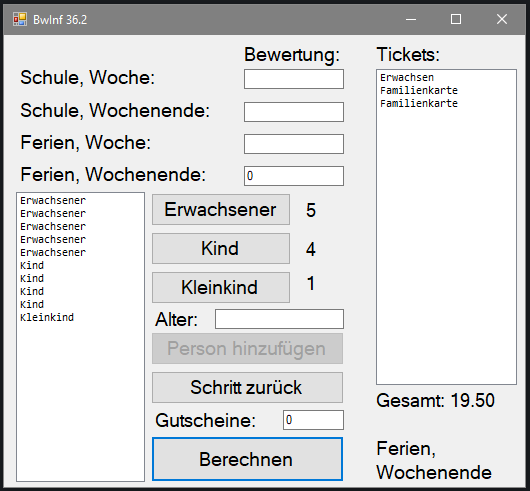 BwInf 36.2
Bewertung:
Schule, Woche:
Schule, Wochenende:
Ferien, Woche:
Ferien, Wochenende:
0
Erwachsener
Erwachsener
Erwachsener
Erwachsener
Erwachsener
Kind
Kind
Kind
Kind
Kleinkind
Erwachsener 5
Kind 4
Kleinkind 1
Alter:
Person hinzufügen
Schritt zurück
Gutscheine: 0
Berechnen
Tickets:
Erwachsen
Familienkarte
Familienkarte
Gesamt: 19.50
Ferien,
Wochenende